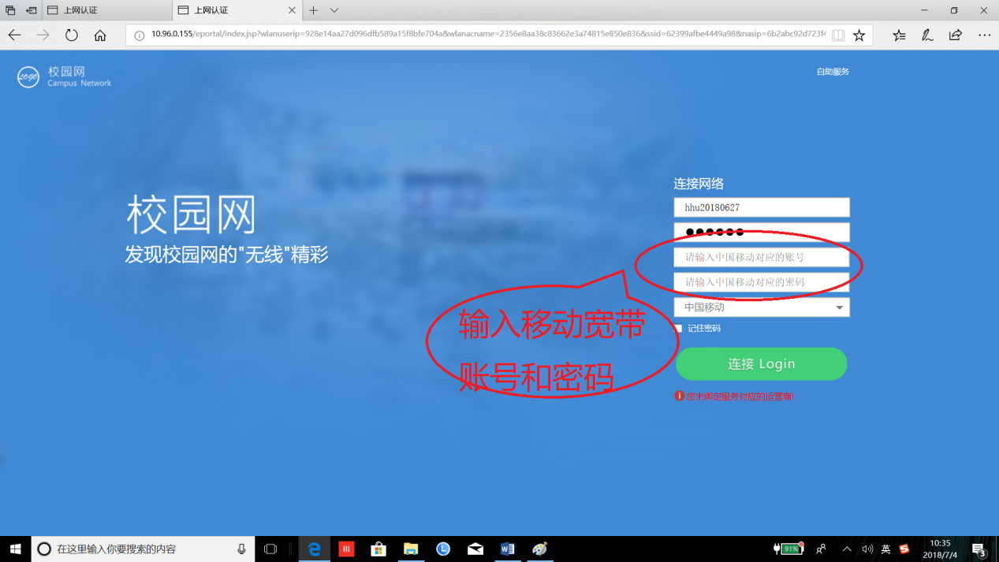 上网认证
上网认证
10.96.0.155/eportal/index.jsp?wlanuserip=928e14aa27d096dfb589a15f8bfe704a&wlanacname=2356e8aa38c83662e3a74815e850e836&ssid=62399afbe4449a98&nasip=6b2abc92d723f4
LOGO
校园网
Campus Network
自助服务
校园网
发现校园网的"无线"精彩
连接网络
hhu20180627
●●●●●●
请输入中国移动对应的账号
请输入中国移动对应的密码
中国移动
记住密码
连接 Login
您未绑定服务对应的运营商!
输入移动宽带
账号和密码
在这里输入你要搜索的内容
91%
英
10:35
2018/7/4
3